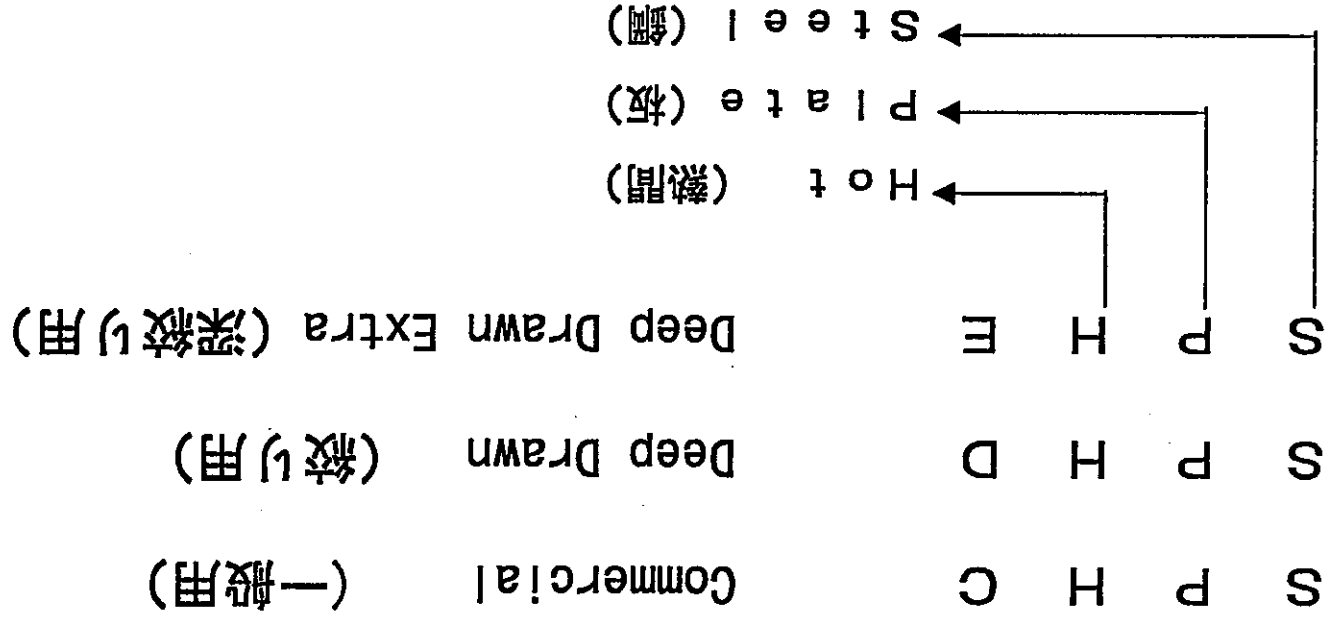 S P H C Commercial (一般用)
S P H D Deep Drawn (絞り用)
S P H E Deep Drawn Extra (深絞り用)
Hot (熱間)
Plate (板)
Steel (鋼)